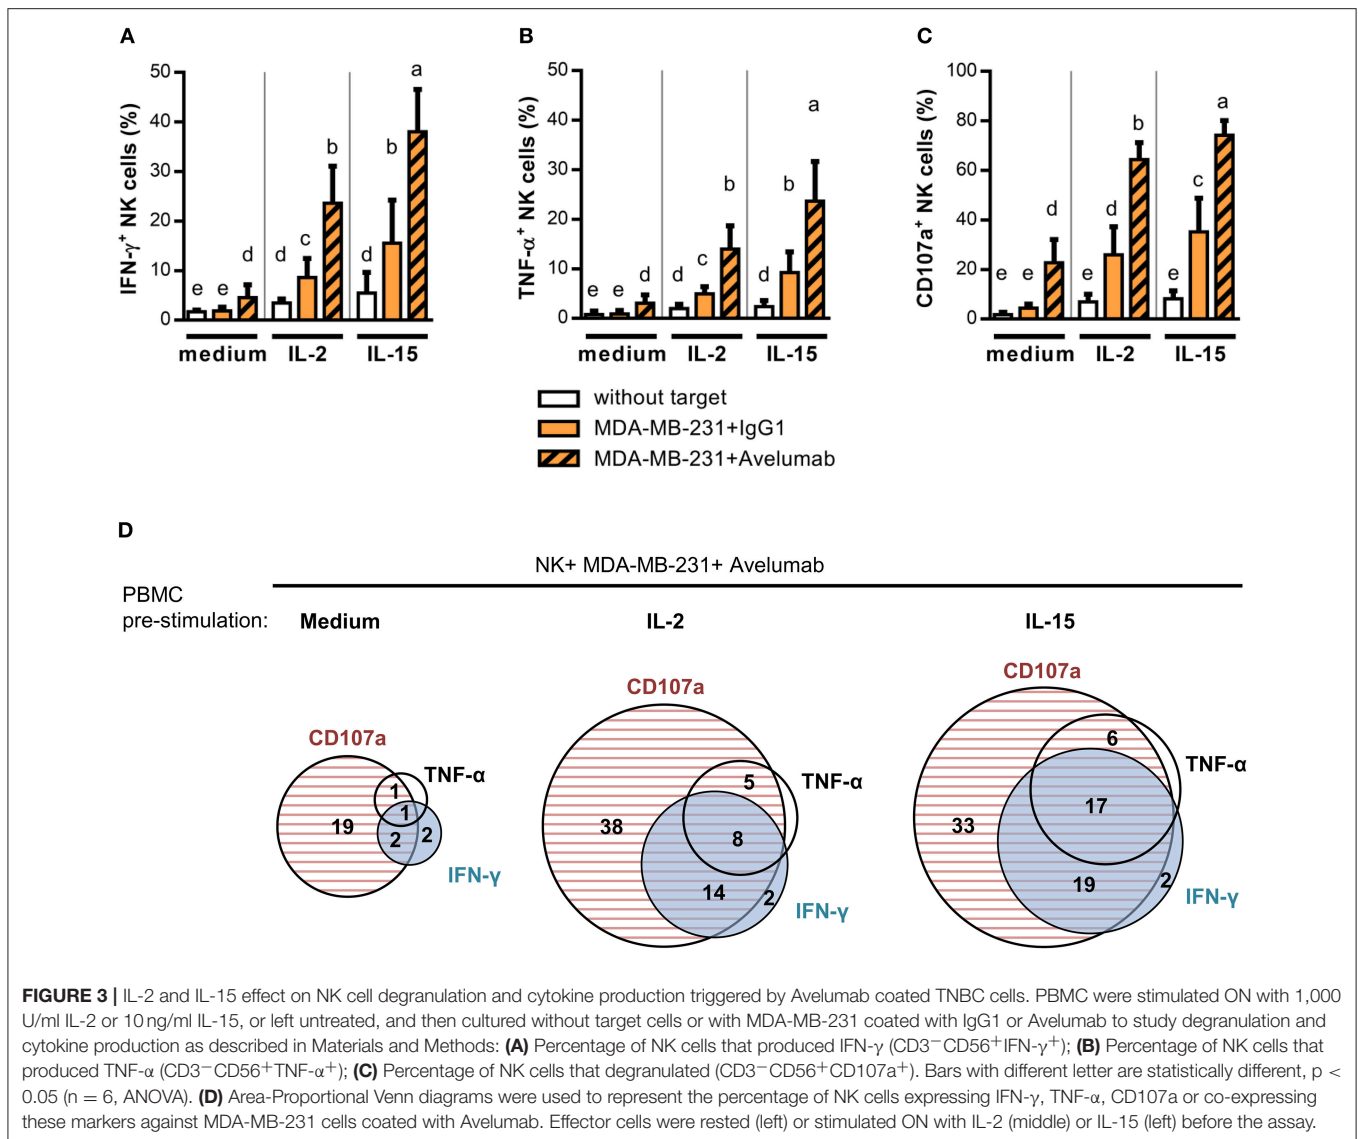 A
B
C
IFN-γ⁺ NK cells (%)
50
40
30
20
10
0
e e d d c b d b a
medium IL-2 IL-15
TNF-α⁺ NK cells (%)
50
40
30
20
10
0
e e d d c b d b a
medium IL-2 IL-15
CD107a⁺ NK cells (%)
100
80
60
40
20
0
e e d e d b e c a
medium IL-2 IL-15
without target
MDA-MB-231+IgG1
MDA-MB-231+Avelumab
D
NK+ MDA-MB-231+ Avelumab
PBMC
pre-stimulation: Medium IL-2 IL-15
CD107a
TNF-α
1
1
19
2
2
IFN-γ
CD107a
TNF-α
5
38
8
14
2
IFN-γ
CD107a
6
TNF-α
17
33
19
2
IFN-γ
FIGURE 3 | IL-2 and IL-15 effect on NK cell degranulation and cytokine production triggered by Avelumab coated TNBC cells. PBMC were stimulated ON with 1,000
U/ml IL-2 or 10 ng/ml IL-15, or left untreated, and then cultured without target cells or with MDA-MB-231 coated with IgG1 or Avelumab to study degranulation and
cytokine production as described in Materials and Methods: (A) Percentage of NK cells that produced IFN-γ (CD3⁻CD56⁺IFN-γ⁺); (B) Percentage of NK cells that
produced TNF-α (CD3⁻CD56⁺TNF-α⁺); (C) Percentage of NK cells that degranulated (CD3⁻CD56⁺CD107a⁺). Bars with different letter are statistically different, p <
0.05 (n = 6, ANOVA). (D) Area-Proportional Venn diagrams were used to represent the percentage of NK cells expressing IFN-γ, TNF-α, CD107a or co-expressing
these markers against MDA-MB-231 cells coated with Avelumab. Effector cells were rested (left) or stimulated ON with IL-2 (middle) or IL-15 (left) before the assay.